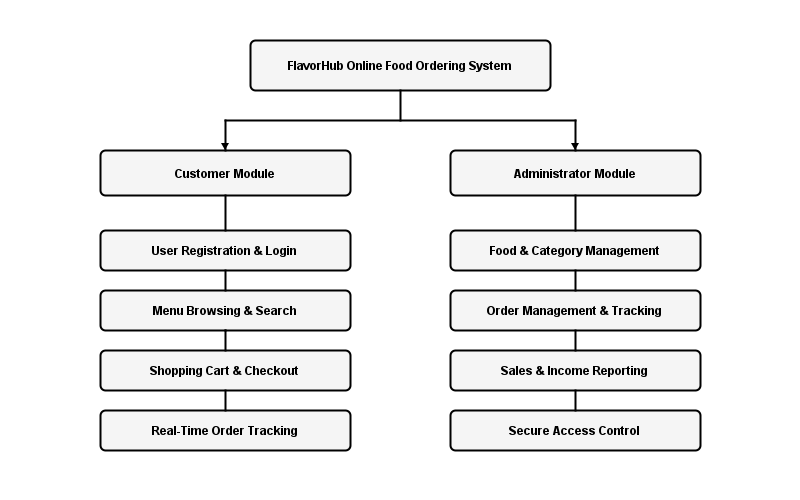 FlavorHub Online Food Ordering System
Customer Module
Administrator Module
User Registration & Login
Food & Category Management
Menu Browsing & Search
Order Management & Tracking
Shopping Cart & Checkout
Sales & Income Reporting
Real-Time Order Tracking
Secure Access Control